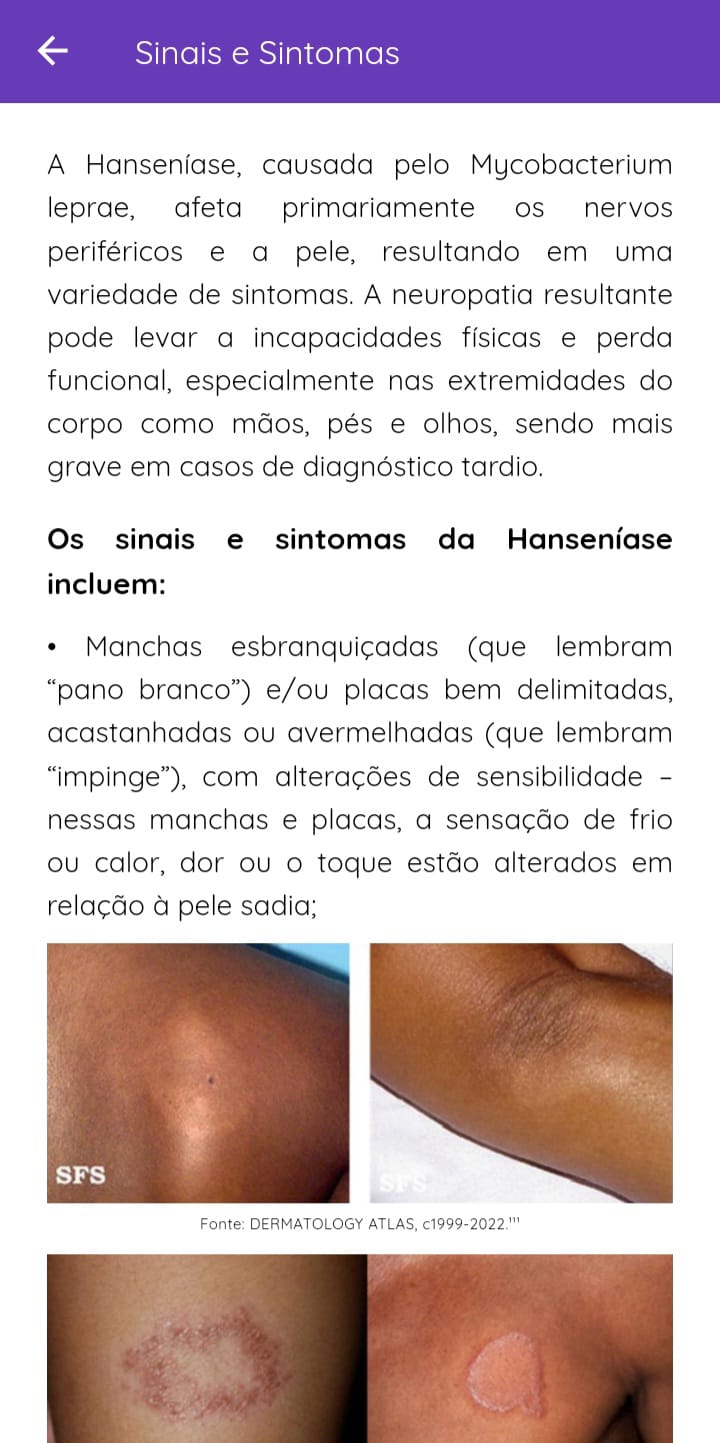 Sinais e Sintomas
A Hanseníase, causada pelo Mycobacterium
leprae, afeta primariamente os nervos
periféricos e a pele, resultando em uma
variedade de sintomas. A neuropatia resultante
pode levar a incapacidades físicas e perda
funcional, especialmente nas extremidades do
corpo como mãos, pés e olhos, sendo mais
grave em casos de diagnóstico tardio.
Os sinais e sintomas da Hanseníase
incluem:
• Manchas esbranquiçadas (que lembram
“pano branco”) e/ou placas bem delimitadas,
acastanhadas ou avermelhadas (que lembram
“impinge”), com alterações de sensibilidade –
nessas manchas e placas, a sensação de frio
ou calor, dor ou o toque estão alterados em
relação à pele sadia;
SFS
SFS
Fonte: DERMATOLOGY ATLAS, c1999-2022.¹¹¹